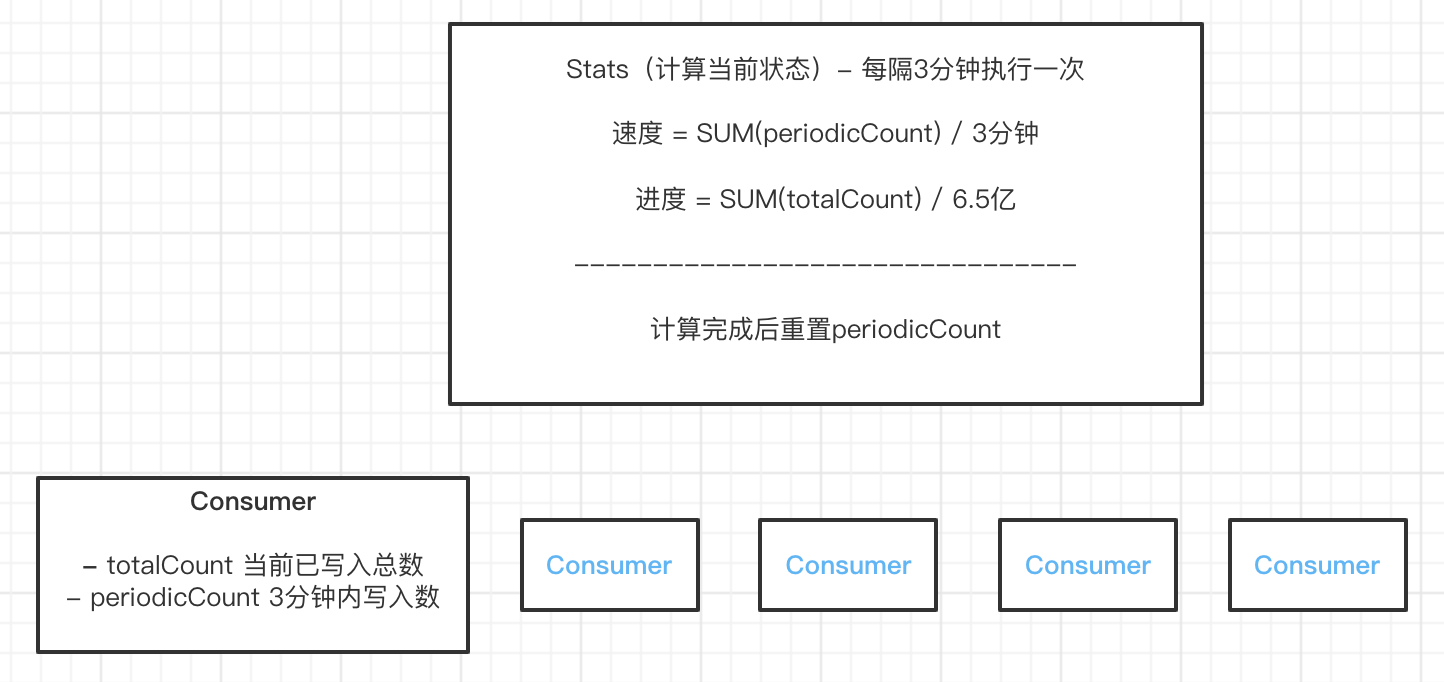 Stats（计算当前状态）– 每隔3分钟执行一次
速度 = SUM(periodicCount) / 3分钟
进度 = SUM(totalCount) / 6.5亿
--------------------------------
计算完成后重置periodicCount
Consumer
– totalCount 当前已写入总数
– periodicCount 3分钟内写入数
Consumer
Consumer
Consumer
Consumer